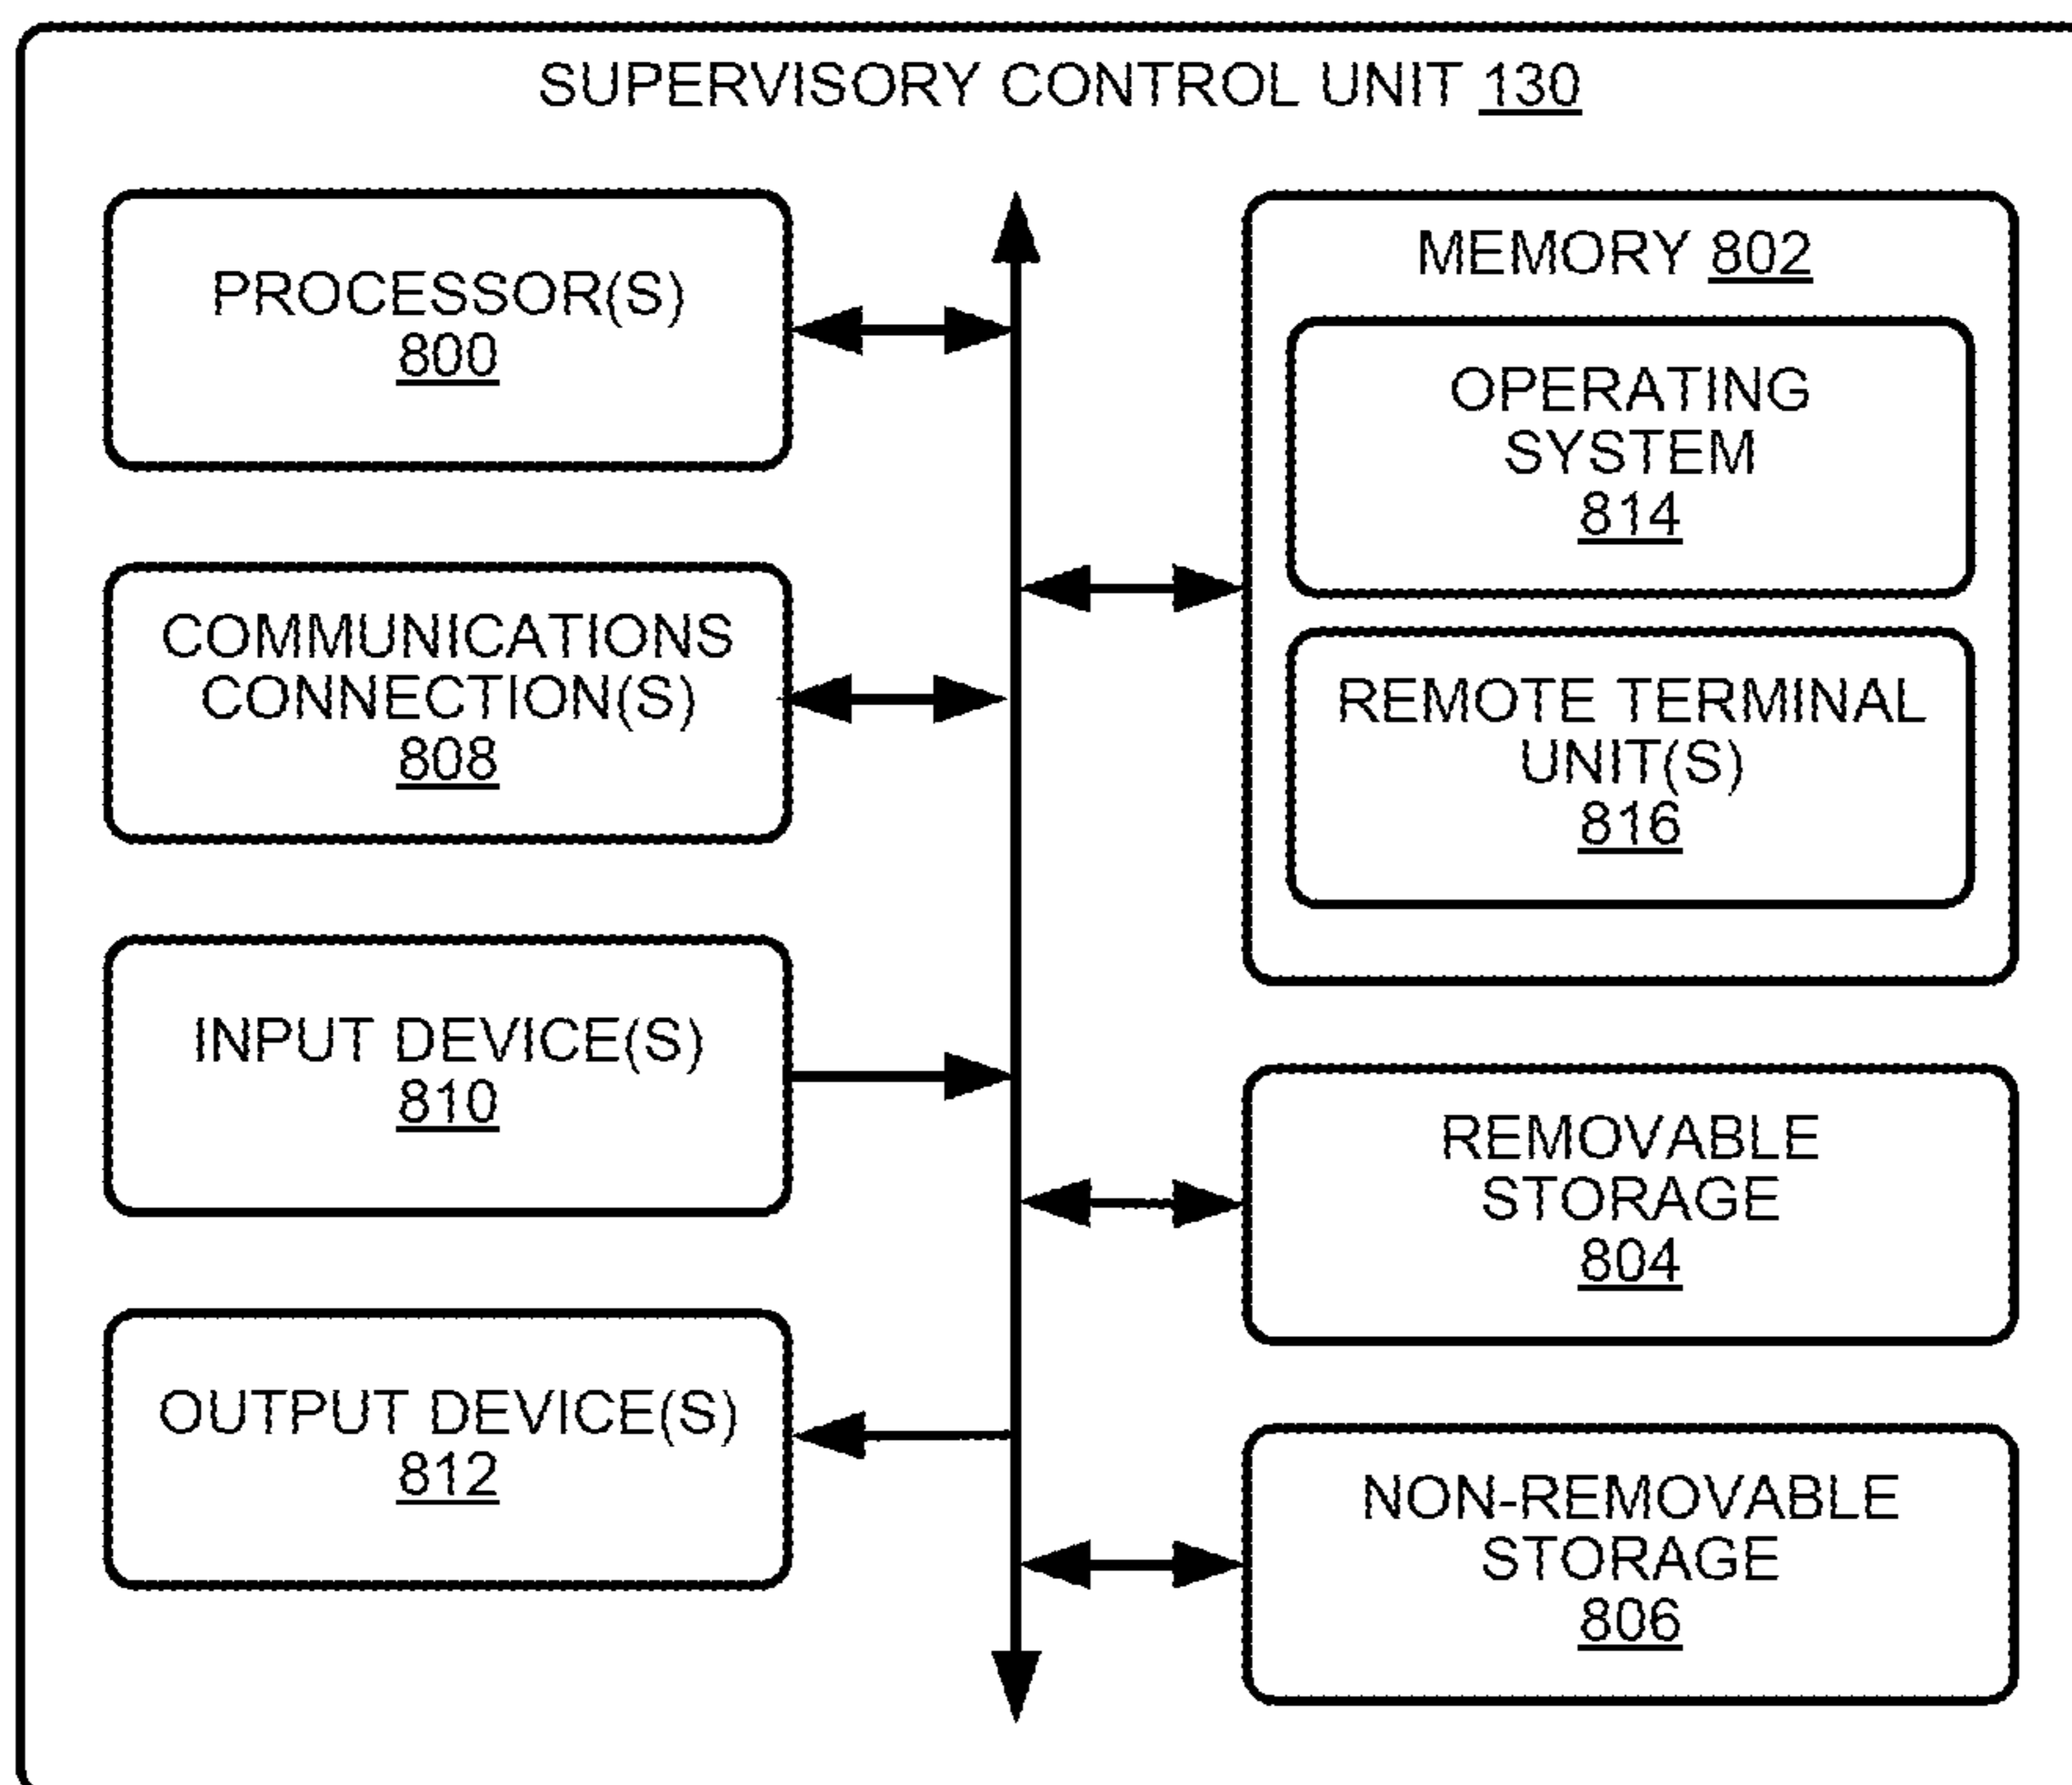 SUPERVISORY CONTROL UNIT 130
PROCESSOR(S)
800
COMMUNICATIONS
CONNECTION(S)
808
INPUT DEVICE(S)
810
OUTPUT DEVICE(S)
812
MEMORY 802
OPERATING
SYSTEM
814
REMOTE TERMINAL
UNIT(S)
816
REMOVABLE
STORAGE
804
NON-REMOVABLE
STORAGE
806